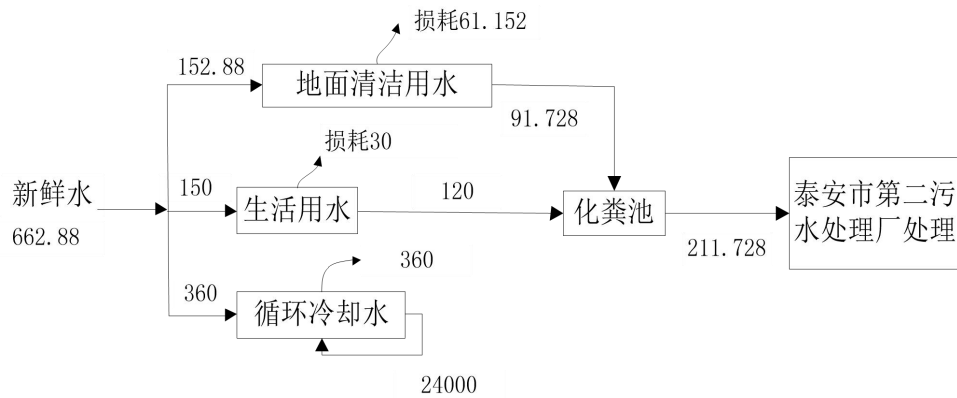 损耗61.152
152.88
地面清洁用水
91.728
损耗30
新鲜水
662.88
150
生活用水
120
化粪池
211.728
泰安市第二污
水处理厂处理
360
360
循环冷却水
24000